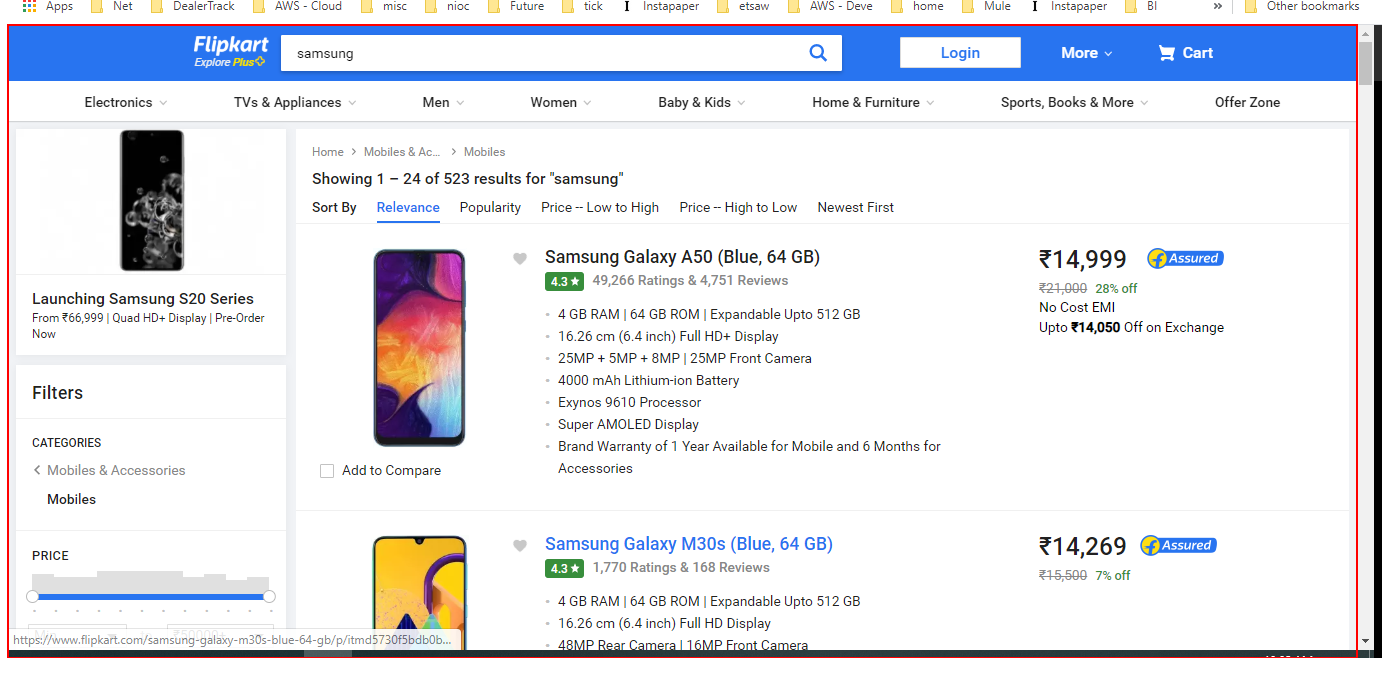 Apps Net DealerTrack AWS - Cloud misc nioc Future tick Instapaper etsaw AWS - Deve home Mule Instapaper BI » Other bookmarks
Flipkart
Explore Plus
samsung
Login More Cart
Electronics TVs & Appliances Men Women Baby & Kids Home & Furniture Sports, Books & More Offer Zone
Launching Samsung S20 Series
From ₹66,999 | Quad HD+ Display | Pre-Order
Now
Filters
CATEGORIES
Mobiles & Accessories
Mobiles
PRICE
https://www.flipkart.com/samsung-galaxy-m30s-blue-64-gb/p/itmd5730f5bdb0b...
Home > Mobiles & Ac... > Mobiles
Showing 1 – 24 of 523 results for "samsung"
Sort By Relevance Popularity Price -- Low to High Price -- High to Low Newest First
Samsung Galaxy A50 (Blue, 64 GB)
4.3 ★ 49,266 Ratings & 4,751 Reviews
4 GB RAM | 64 GB ROM | Expandable Upto 512 GB
16.26 cm (6.4 inch) Full HD+ Display
25MP + 5MP + 8MP | 25MP Front Camera
4000 mAh Lithium-ion Battery
Exynos 9610 Processor
Super AMOLED Display
Brand Warranty of 1 Year Available for Mobile and 6 Months for
Accessories
₹14,999 Assured
₹21,000 28% off
No Cost EMI
Upto ₹14,050 Off on Exchange
Add to Compare
Samsung Galaxy M30s (Blue, 64 GB)
4.3 ★ 1,770 Ratings & 168 Reviews
4 GB RAM | 64 GB ROM | Expandable Upto 512 GB
16.26 cm (6.4 inch) Full HD Display
48MP Rear Camera | 16MP Front Camera
₹14,269 Assured
₹15,500 7% off